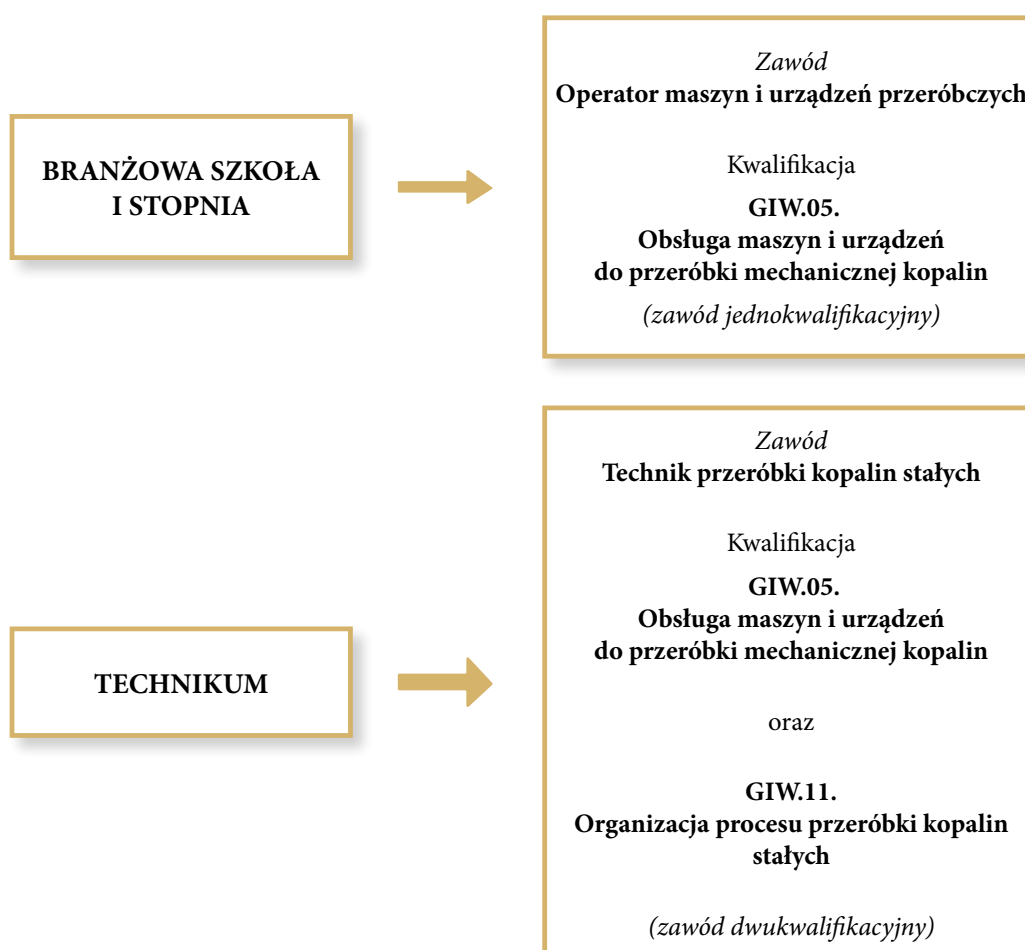 BRANŻOWA SZKOŁA
I STOPNIA
Zawód
Operator maszyn i urządzeń przeróbczych
Kwalifikacja
GIW.05.
Obsługa maszyn i urządzeń
do przeróbki mechanicznej kopalin
(zawód jednokwalifikacyjny)
TECHNIKUM
Zawód
Technik przeróbki kopalin stałych
Kwalifikacja
GIW.05.
Obsługa maszyn i urządzeń
do przeróbki mechanicznej kopalin
oraz
GIW.11.
Organizacja procesu przeróbki kopalin
stałych
(zawód dwukwalifikacyjny)